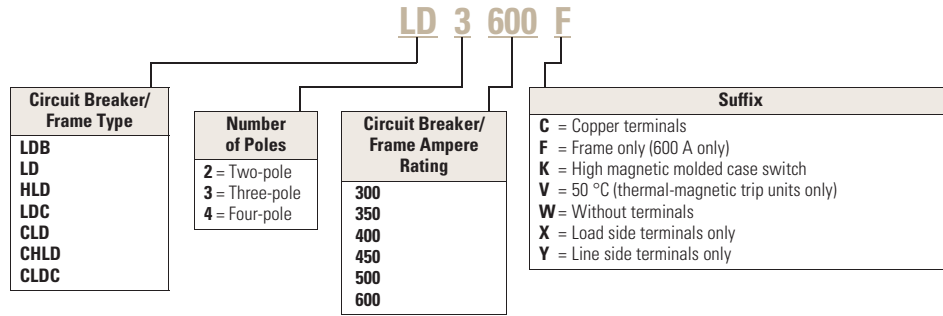 LD 3 600 F
Circuit Breaker/
Frame Type
LDB
LD
HLD
LDC
CLD
CHLD
CLDC
Number
of Poles
2 = Two-pole
3 = Three-pole
4 = Four-pole
Circuit Breaker/
Frame Ampere
Rating
300
350
400
450
500
600
Suffix
C = Copper terminals
F = Frame only (600 A only)
K = High magnetic molded case switch
V = 50 °C (thermal-magnetic trip units only)
W = Without terminals
X = Load side terminals only
Y = Line side terminals only